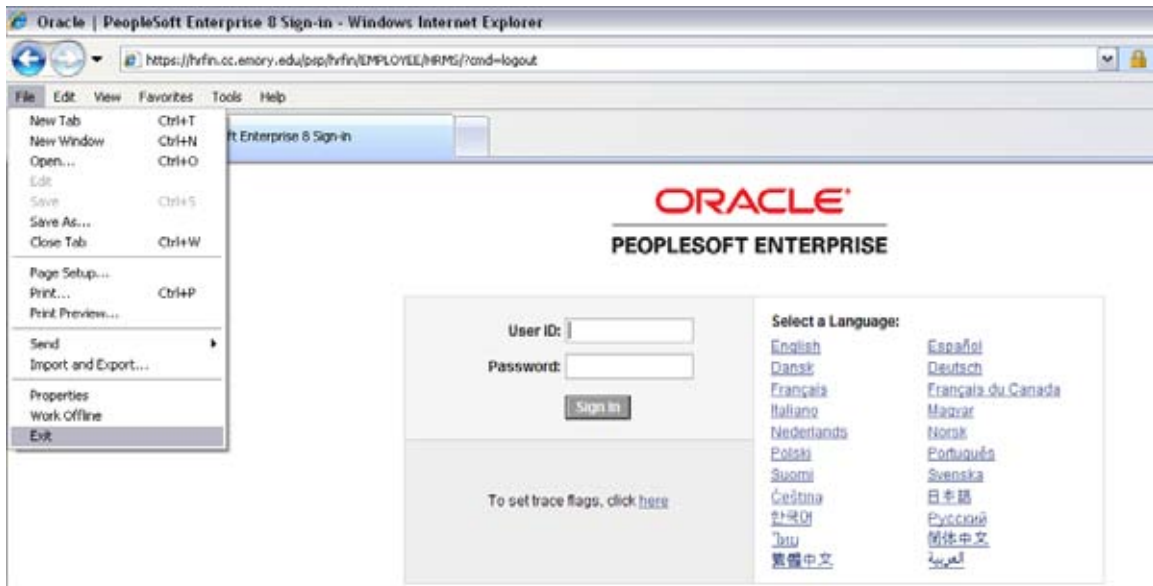 Oracle | PeopleSoft Enterprise 8 Sign-in - Windows Internet Explorer
https://hrfin.cc.emory.edu/psp/hrfin/EMPLOYEE/HRMS/?cmd=logout
File Edit View Favorites Tools Help
New Tab Ctrl+T
New Window Ctrl+N
Open... Ctrl+O
Edit
Save Ctrl+S
Save As...
Close Tab Ctrl+W
Page Setup...
Print... Ctrl+P
Print Preview...
Send
Import and Export...
Properties
Work Offline
Exit
ft Enterprise 8 Sign-in
ORACLE
PEOPLESOFT ENTERPRISE
User ID:
Password:
Sign In
To set trace flags, click here
Select a Language:
English Español
Dansk Deutsch
Français Français du Canada
Italiano Magyar
Nederlands Norsk
Polski Português
Suomi Svenska
Čeština 日本語
한국어 Русский
ไทย 简体中文
繁體中文 العربية